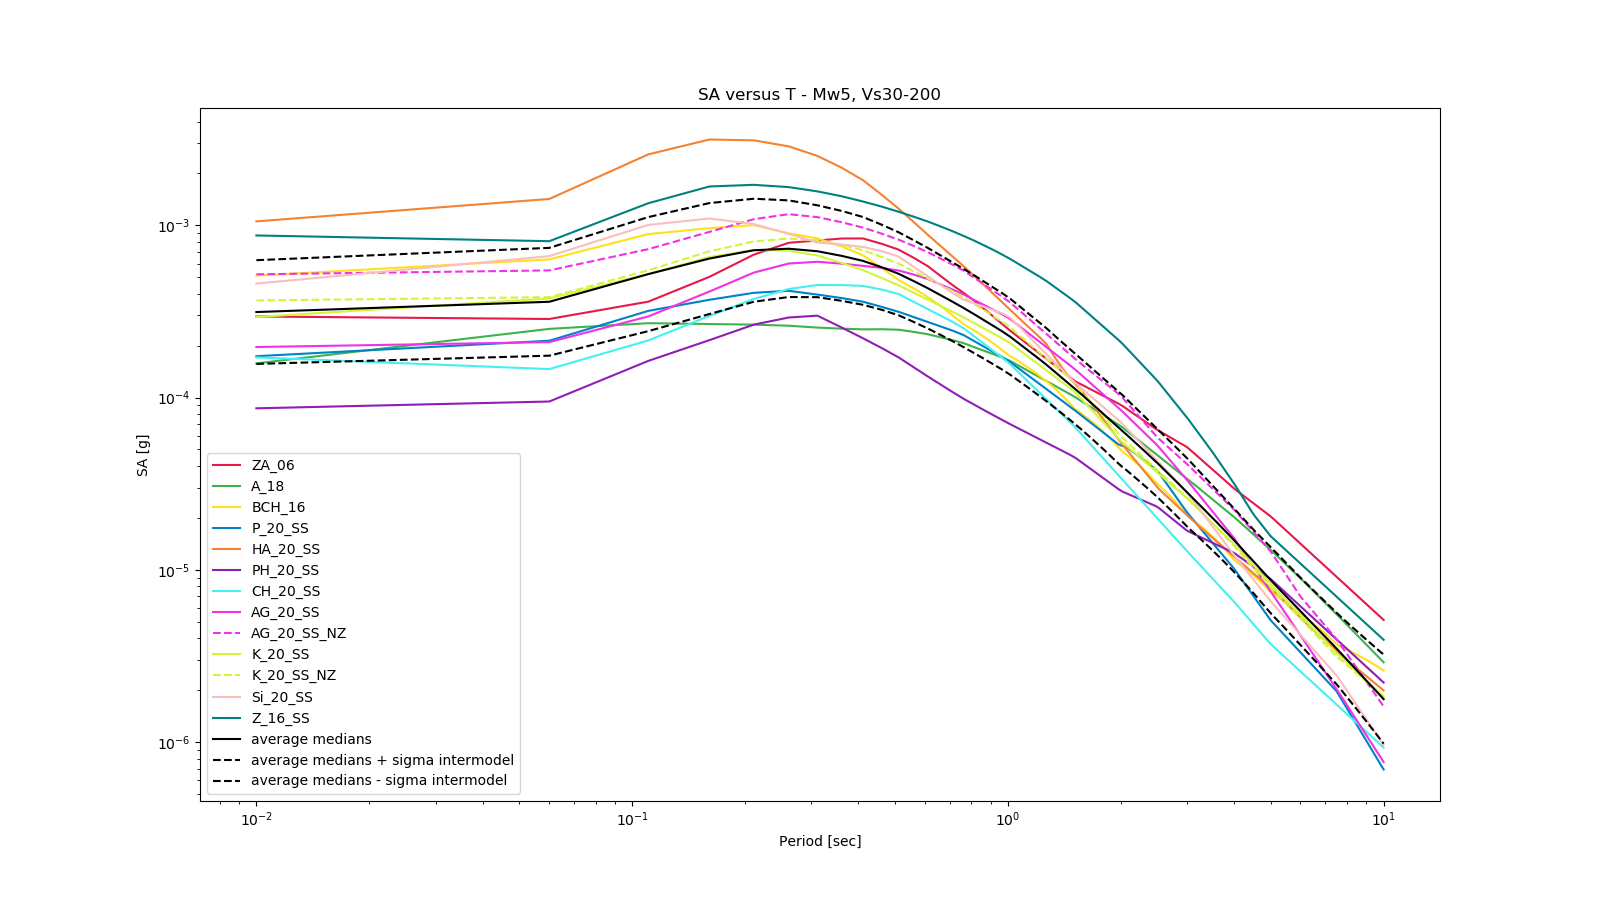 SA versus T - Mw5, Vs30-200
SA [g]
10⁻³
10⁻⁴
10⁻⁵
10⁻⁶
ZA_06
A_18
BCH_16
P_20_SS
HA_20_SS
PH_20_SS
CH_20_SS
AG_20_SS
AG_20_SS_NZ
K_20_SS
K_20_SS_NZ
Si_20_SS
Z_16_SS
average medians
average medians + sigma intermodel
average medians - sigma intermodel
10⁻² 10⁻¹ 10⁰ 10¹
Period [sec]